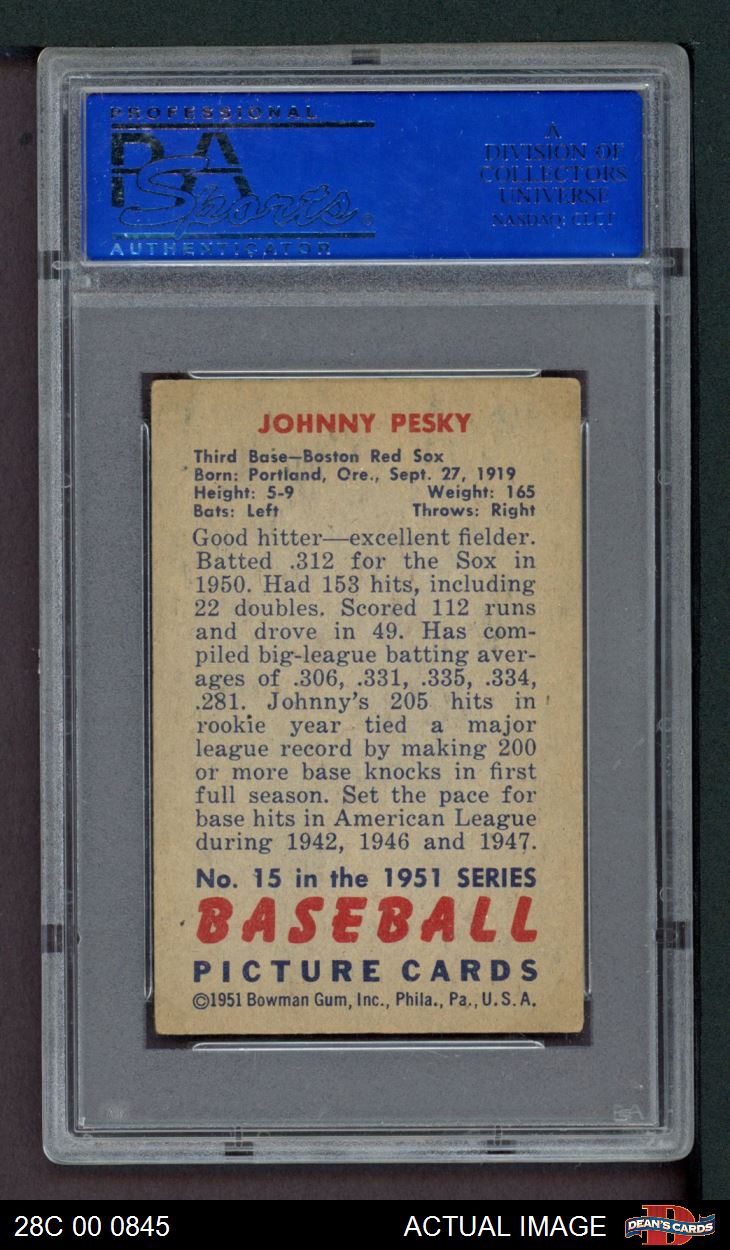 PROFESSIONAL
PSA
Sports®
AUTHENTICATOR
A
DIVISION OF
COLLECTORS
UNIVERSE
NASDAQ: CLCT
JOHNNY PESKY
Third Base—Boston Red Sox
Born: Portland, Ore., Sept. 27, 1919
Height: 5-9 Weight: 165
Bats: Left Throws: Right
Good hitter—excellent fielder.
Batted .312 for the Sox in
1950. Had 153 hits, including
22 doubles. Scored 112 runs
and drove in 49. Has com-
piled big-league batting aver-
ages of .306, .331, .335, .334,
.281. Johnny's 205 hits in
rookie year tied a major
league record by making 200
or more base knocks in first
full season. Set the pace for
base hits in American League
during 1942, 1946 and 1947.
No. 15 in the 1951 SERIES
BASEBALL
PICTURE CARDS
©1951 Bowman Gum, Inc., Phila., Pa., U.S.A.
PSA
28C 00 0845 ACTUAL IMAGE DEAN'S CARDS